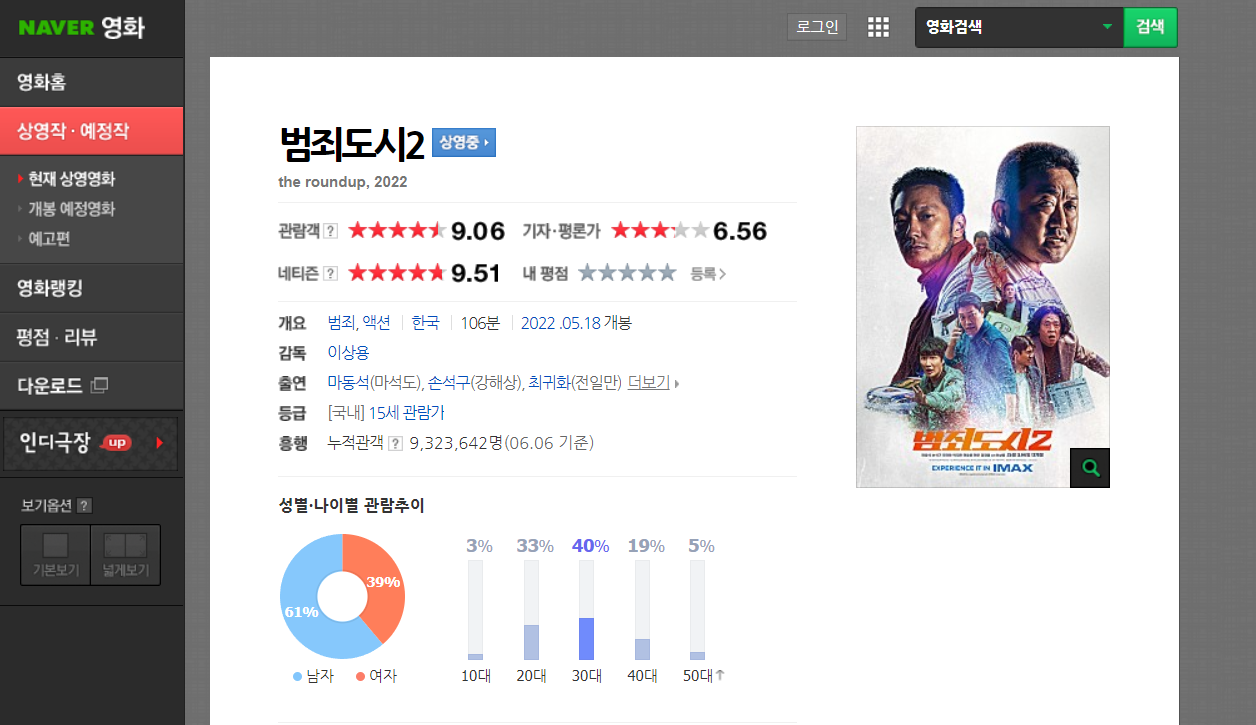 NAVER 영화
로그인
영화검색
검색
영화홈
상영작 · 예정작
현재 상영영화
개봉 예정영화
예고편
영화랭킹
평점 · 리뷰
다운로드
인디극장 up
보기옵션 ?
기본보기 넓게보기
범죄도시2 상영중
the roundup, 2022
관람객 ? 9.06 기자·평론가 6.56
네티즌 ? 9.51 내 평점 등록
개요 범죄, 액션 한국 106분 2022 .05.18 개봉
감독 이상용
출연 마동석(마석도), 손석구(강해상), 최귀화(전일만) 더보기
등급 [국내] 15세 관람가
흥행 누적관객 ? 9,323,642명(06.06 기준)
범죄도시2
EXPERIENCE IT IN IMAX
성별·나이별 관람추이
39%
61%
남자 여자
3% 33% 40% 19% 5%
10대 20대 30대 40대 50대↑